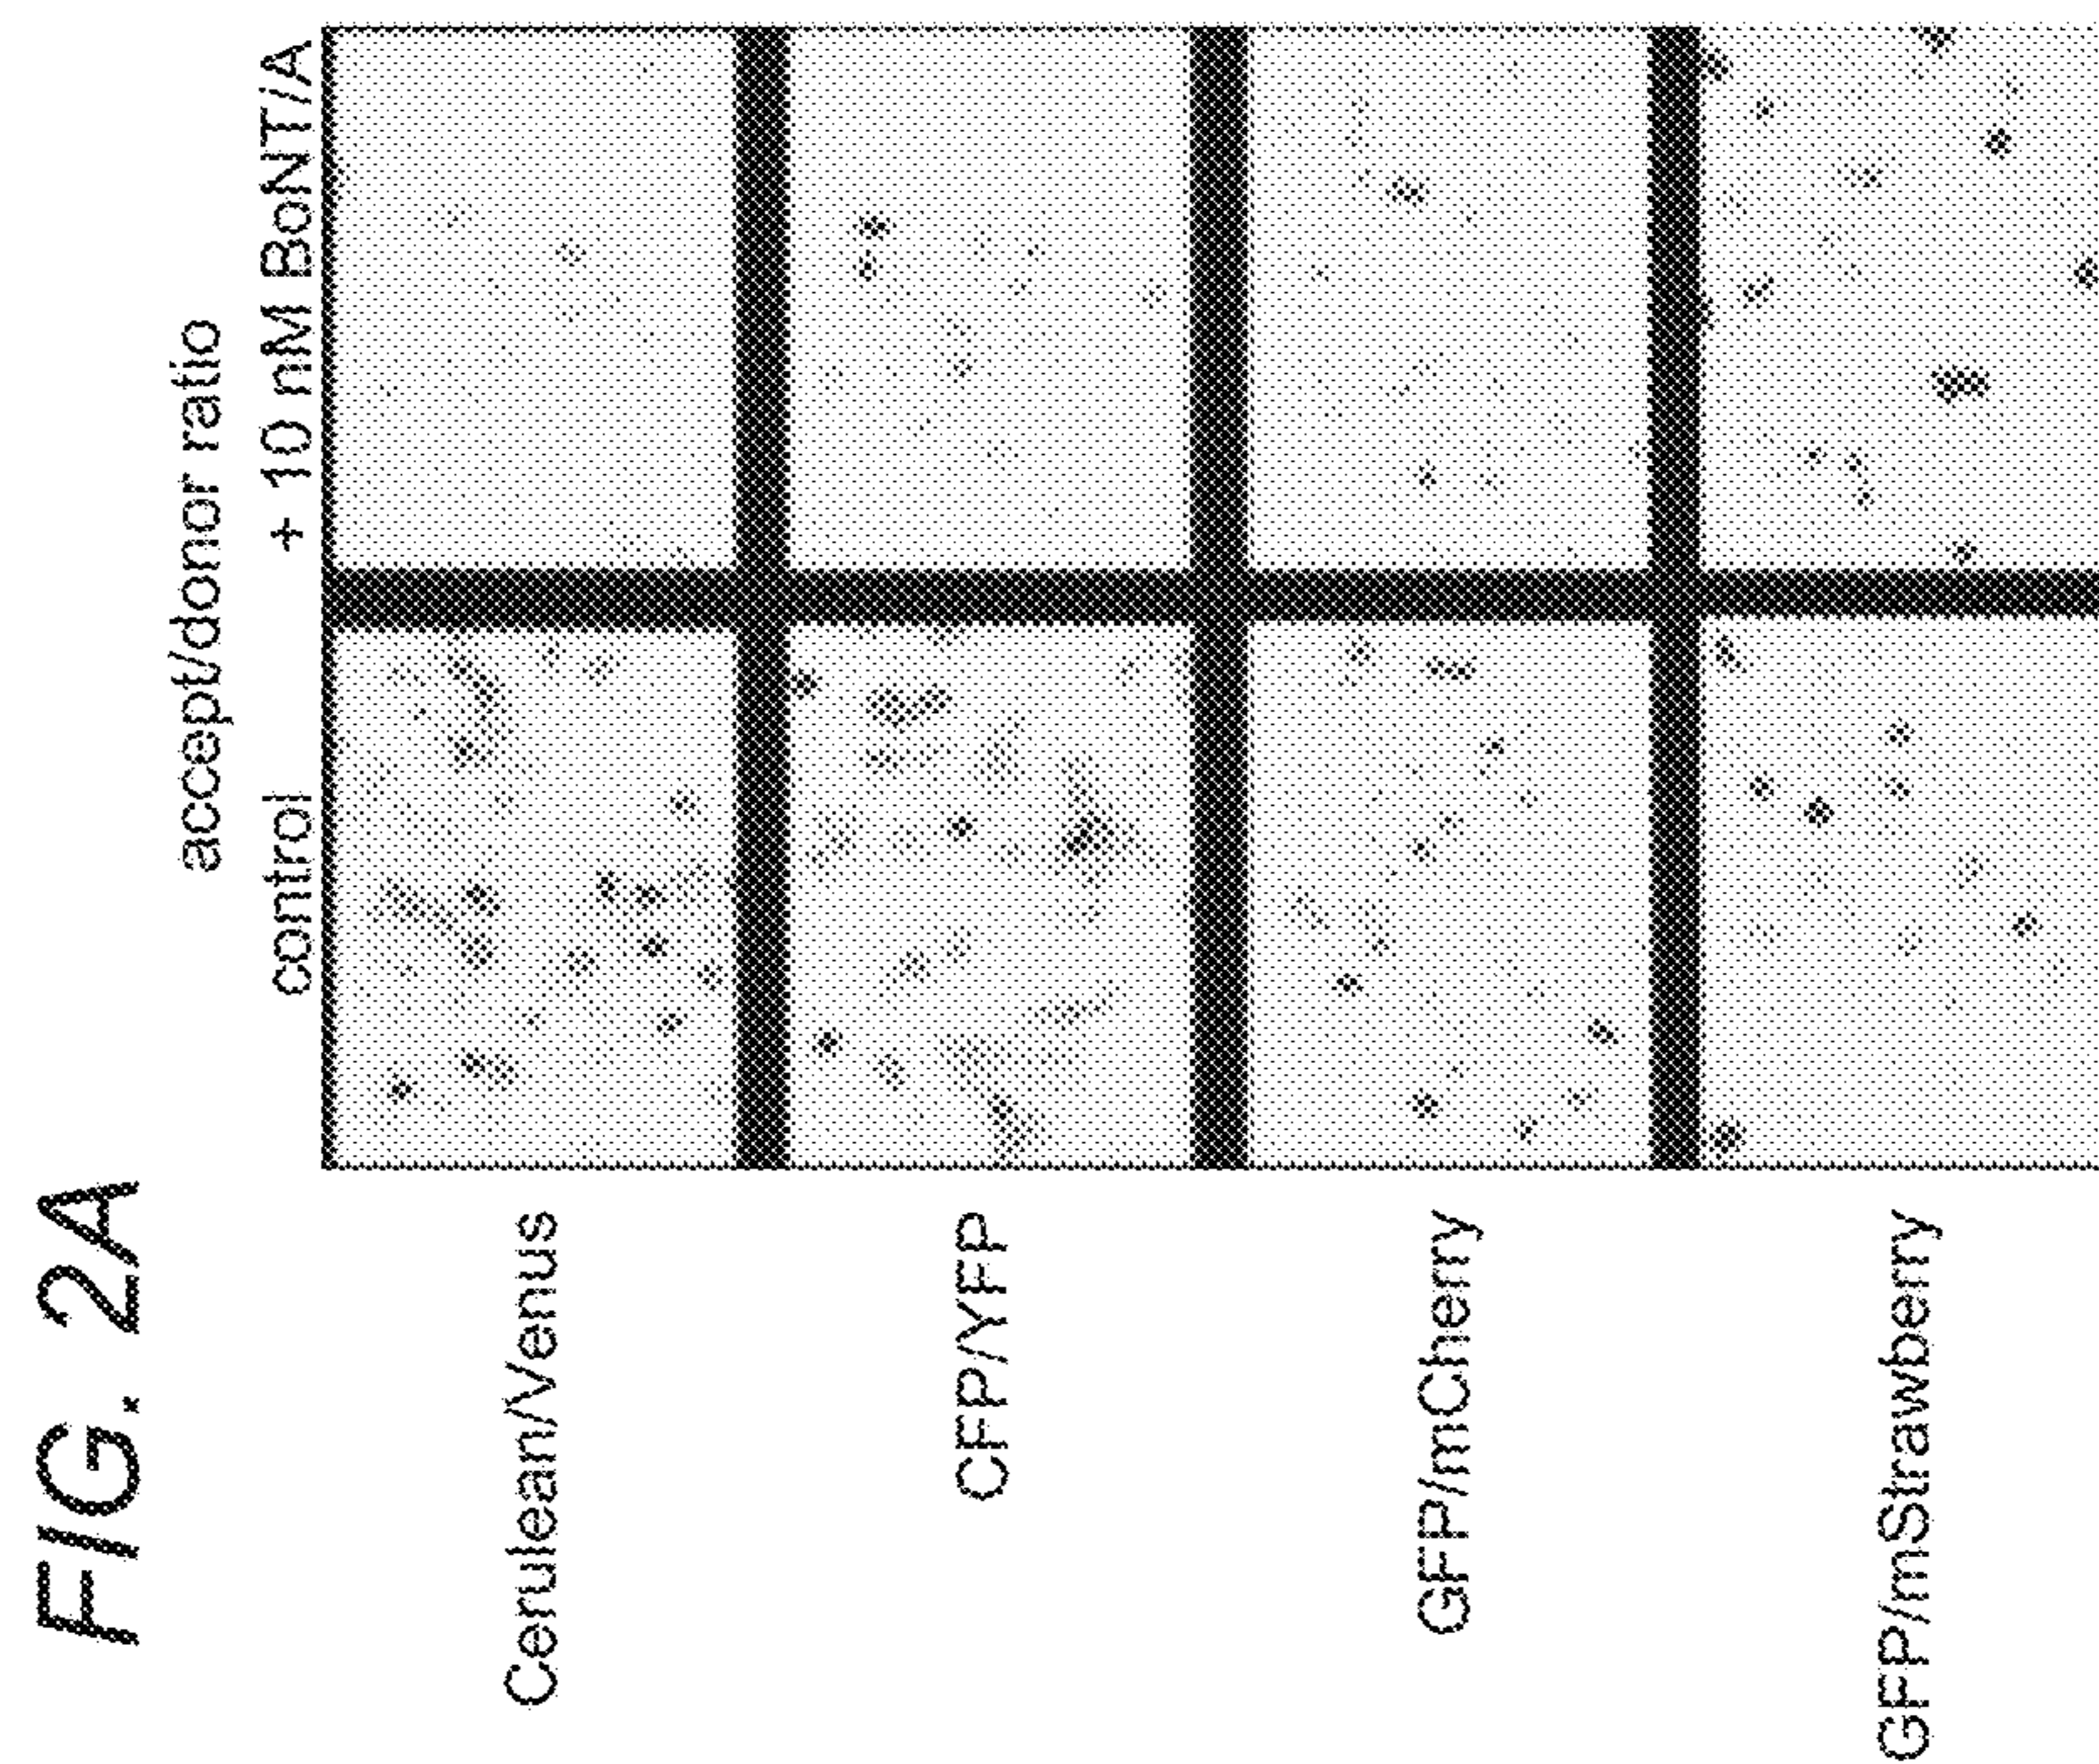 FIG. 2A
accept/donor ratio
control + 10 nM BoNT/A
Cerulean/Venus
CFP/YFP
GFP/mCherry
GFP/mStrawberry